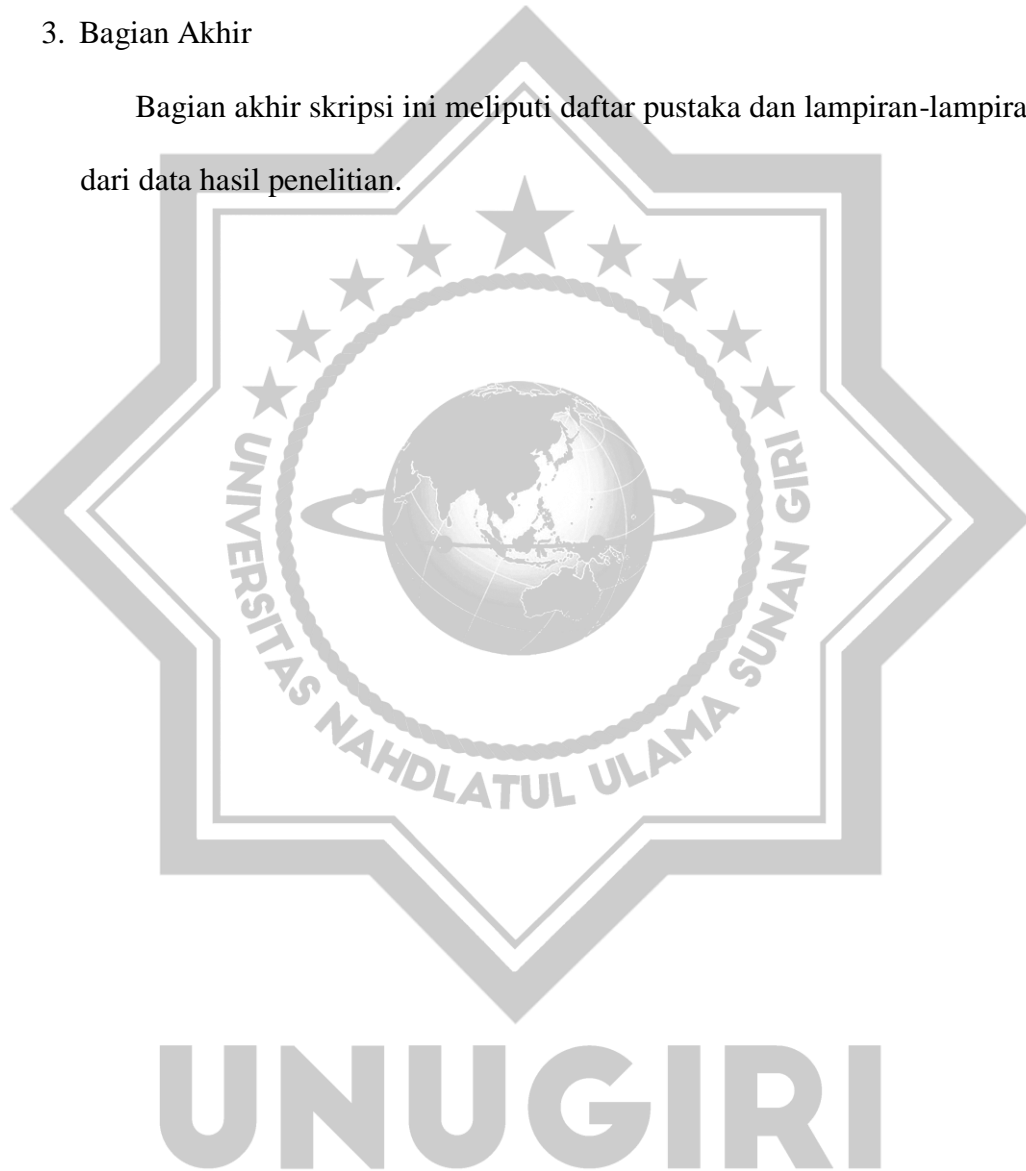 3. Bagian Akhir
Bagian akhir skripsi ini meliputi daftar pustaka dan lampiran-lampira
dari data hasil penelitian.
UNIVERSITAS NAHDLATUL ULAMA SUNAN GIRI
UNUGIRI